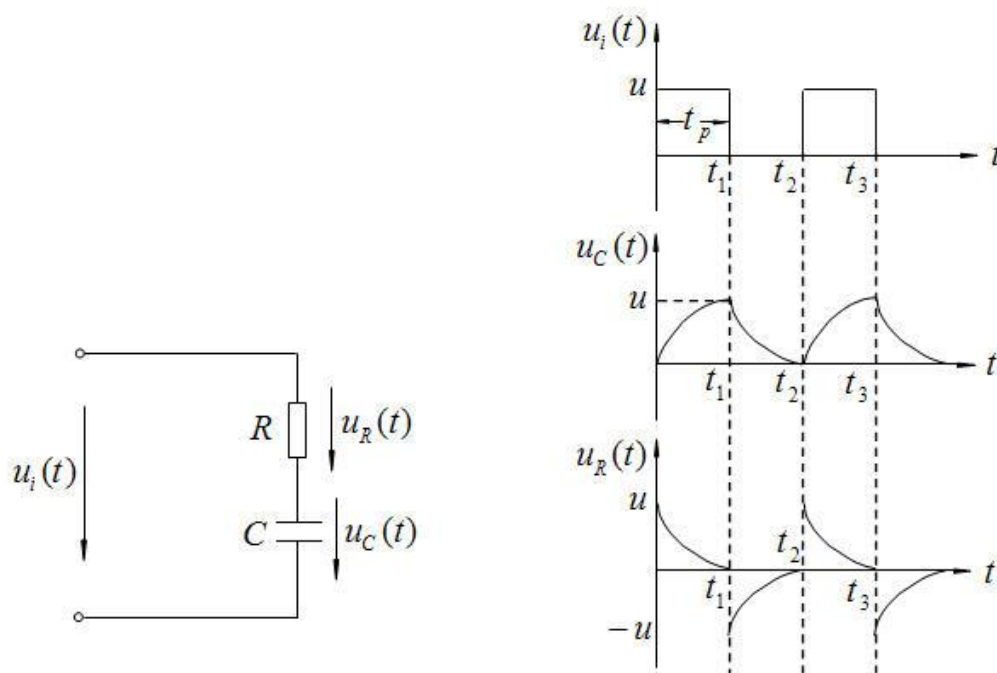 R
u_R(t)
u_i(t)
C
u_C(t)
u_i(t)
u
t_p
t_1 t_2 t_3 t
u_C(t)
u
t_1 t_2 t_3 t
u_R(t)
u
t_2
t_1 t_3 t
-u